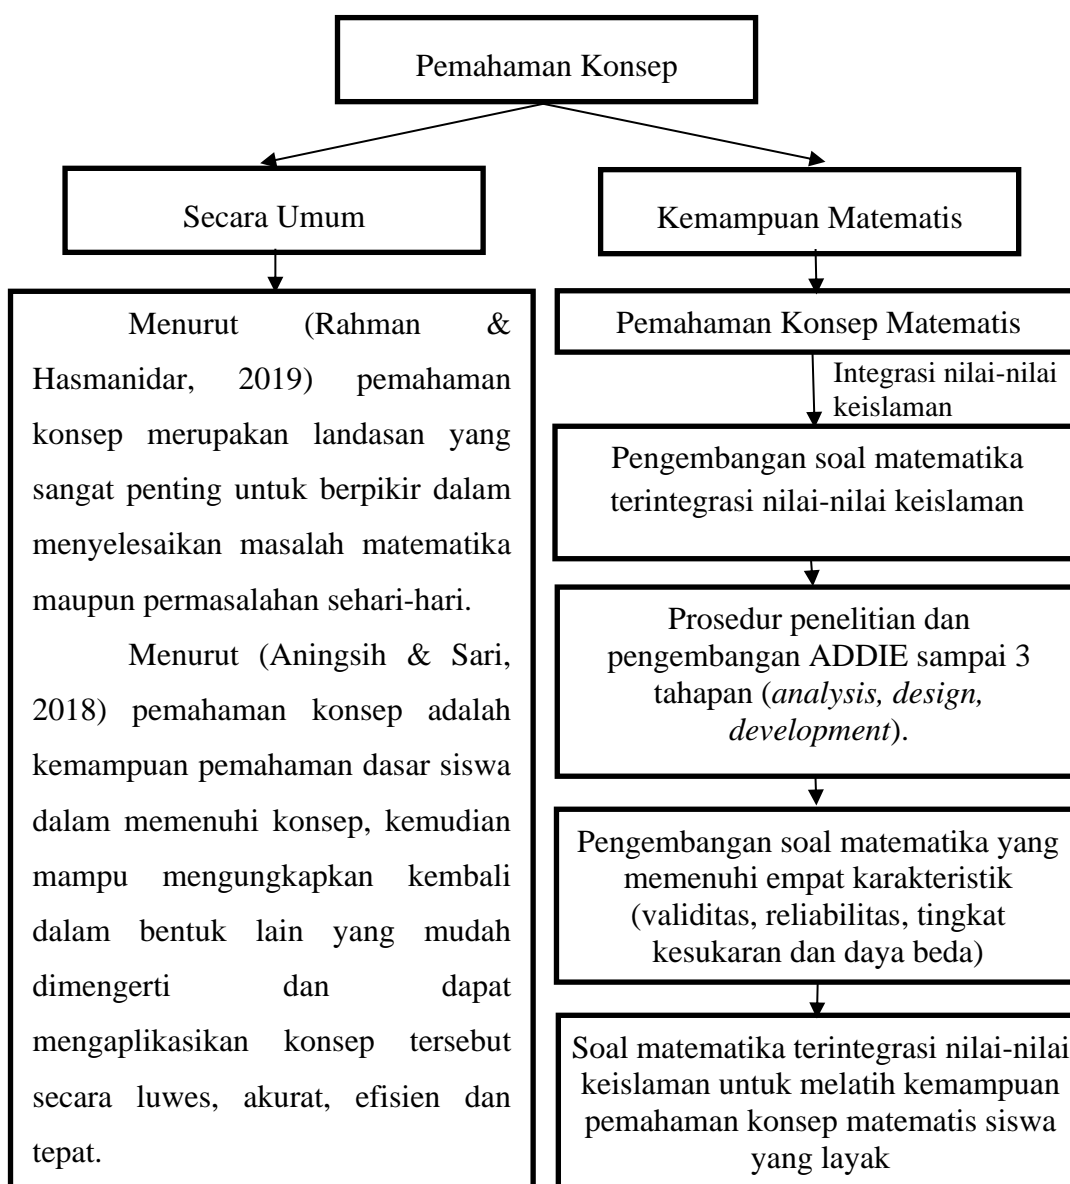 Pemahaman Konsep
Secara Umum
Kemampuan Matematis
Menurut (Rahman &
Hasmanidar, 2019) pemahaman
konsep merupakan landasan yang
sangat penting untuk berpikir dalam
menyelesaikan masalah matematika
maupun permasalahan sehari-hari.
Menurut (Aningsih & Sari,
2018) pemahaman konsep adalah
kemampuan pemahaman dasar siswa
dalam memenuhi konsep, kemudian
mampu mengungkapkan kembali
dalam bentuk lain yang mudah
dimengerti dan dapat
mengaplikasikan konsep tersebut
secara luwes, akurat, efisien dan
tepat.
Pemahaman Konsep Matematis
Integrasi nilai-nilai
keislaman
Pengembangan soal matematika
terintegrasi nilai-nilai keislaman
Prosedur penelitian dan
pengembangan ADDIE sampai 3
tahapan (analysis, design,
development).
Pengembangan soal matematika yang
memenuhi empat karakteristik
(validitas, reliabilitas, tingkat
kesukaran dan daya beda)
Soal matematika terintegrasi nilai-nilai
keislaman untuk melatih kemampuan
pemahaman konsep matematis siswa
yang layak